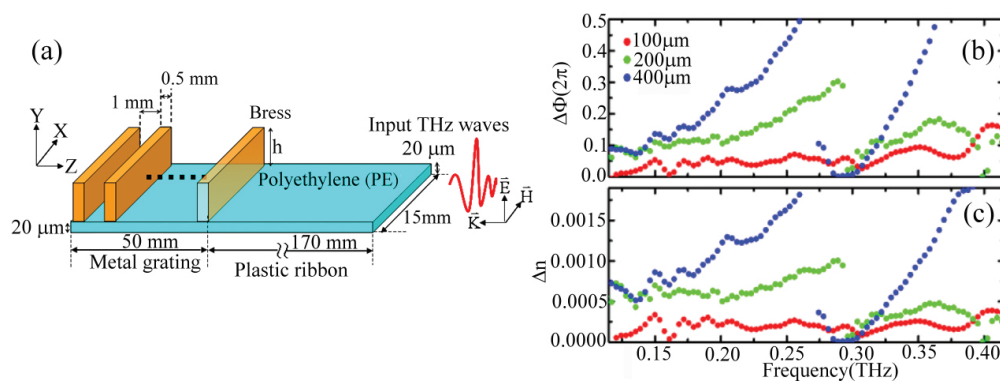 (a)
0.5 mm
1 mm
Y
X
Z
Bress
h
Input THz waves
20 μm
Polyethylene (PE)
E
H
K
15mm
20 μm
50 mm
170 mm
Metal grating
Plastic ribbon
(b)
100μm
200μm
400μm
ΔΦ(2π)
0.5
0.4
0.3
0.2
0.1
0.0
(c)
Δn
0.0015
0.0010
0.0005
0.0000
0.15 0.20 0.25 0.30 0.35 0.40
Frequency(THz)